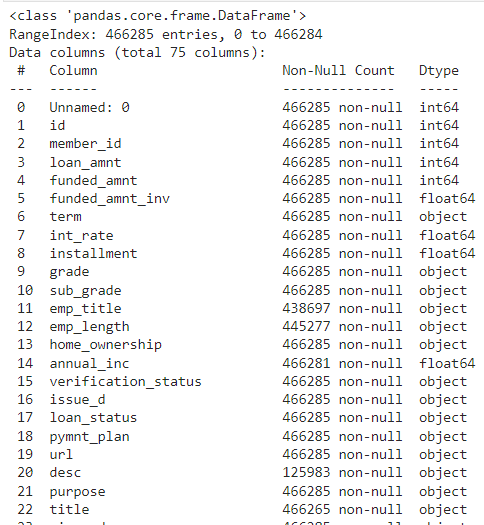 <class 'pandas.core.frame.DataFrame'>
RangeIndex: 466285 entries, 0 to 466284
Data columns (total 75 columns):
 #   Column                       Non-Null Count   Dtype
---  ------                       --------------   -----
 0   Unnamed: 0                   466285 non-null  int64
 1   id                           466285 non-null  int64
 2   member_id                    466285 non-null  int64
 3   loan_amnt                    466285 non-null  int64
 4   funded_amnt                  466285 non-null  int64
 5   funded_amnt_inv              466285 non-null  float64
 6   term                         466285 non-null  object
 7   int_rate                     466285 non-null  float64
 8   installment                  466285 non-null  float64
 9   grade                        466285 non-null  object
 10  sub_grade                    466285 non-null  object
 11  emp_title                    438697 non-null  object
 12  emp_length                   445277 non-null  object
 13  home_ownership               466285 non-null  object
 14  annual_inc                   466281 non-null  float64
 15  verification_status          466285 non-null  object
 16  issue_d                      466285 non-null  object
 17  loan_status                  466285 non-null  object
 18  pymnt_plan                   466285 non-null  object
 19  url                          466285 non-null  object
 20  desc                         125983 non-null  object
 21  purpose                      466285 non-null  object
 22  title                        466265 non-null  object